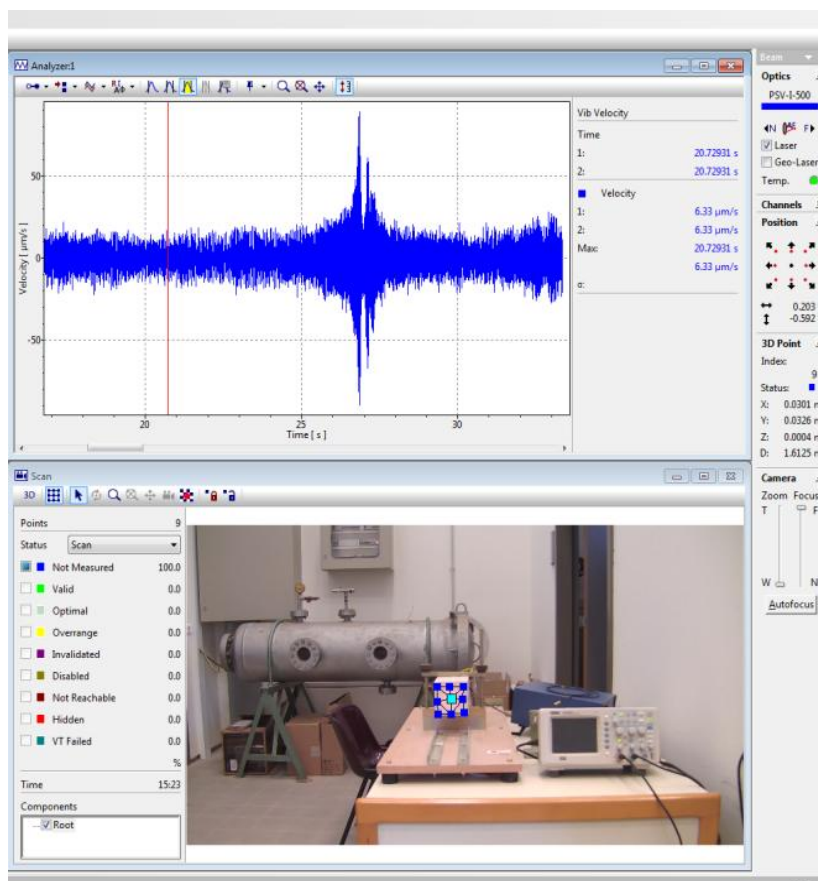 Analyzer:1
50
0
-50
Velocity [ µm/s ]
20
25
30
Time [ s ]
Vib Velocity
Time
1: 20.72931 s
2: 20.72931 s
Velocity
1: 6.33 µm/s
2: 6.33 µm/s
Max: 20.72931 s
6.33 µm/s
σ:
Beam
Optics
PSV-I-500
N F
Laser
Geo-Laser
Temp.
Channels
Position
0.203
-0.592
3D Point
Index:
9
Status:
X: 0.0301
Y: 0.0326
Z: 0.0004
D: 1.6125
Camera
Zoom Focus
T F
W N
Autofocus
Scan
3D
Points 9
Status Scan
Not Measured 100.0
Valid 0.0
Optimal 0.0
Overrange 0.0
Invalidated 0.0
Disabled 0.0
Not Reachable 0.0
Hidden 0.0
VT Failed 0.0
%
Time 15:23
Components
Root